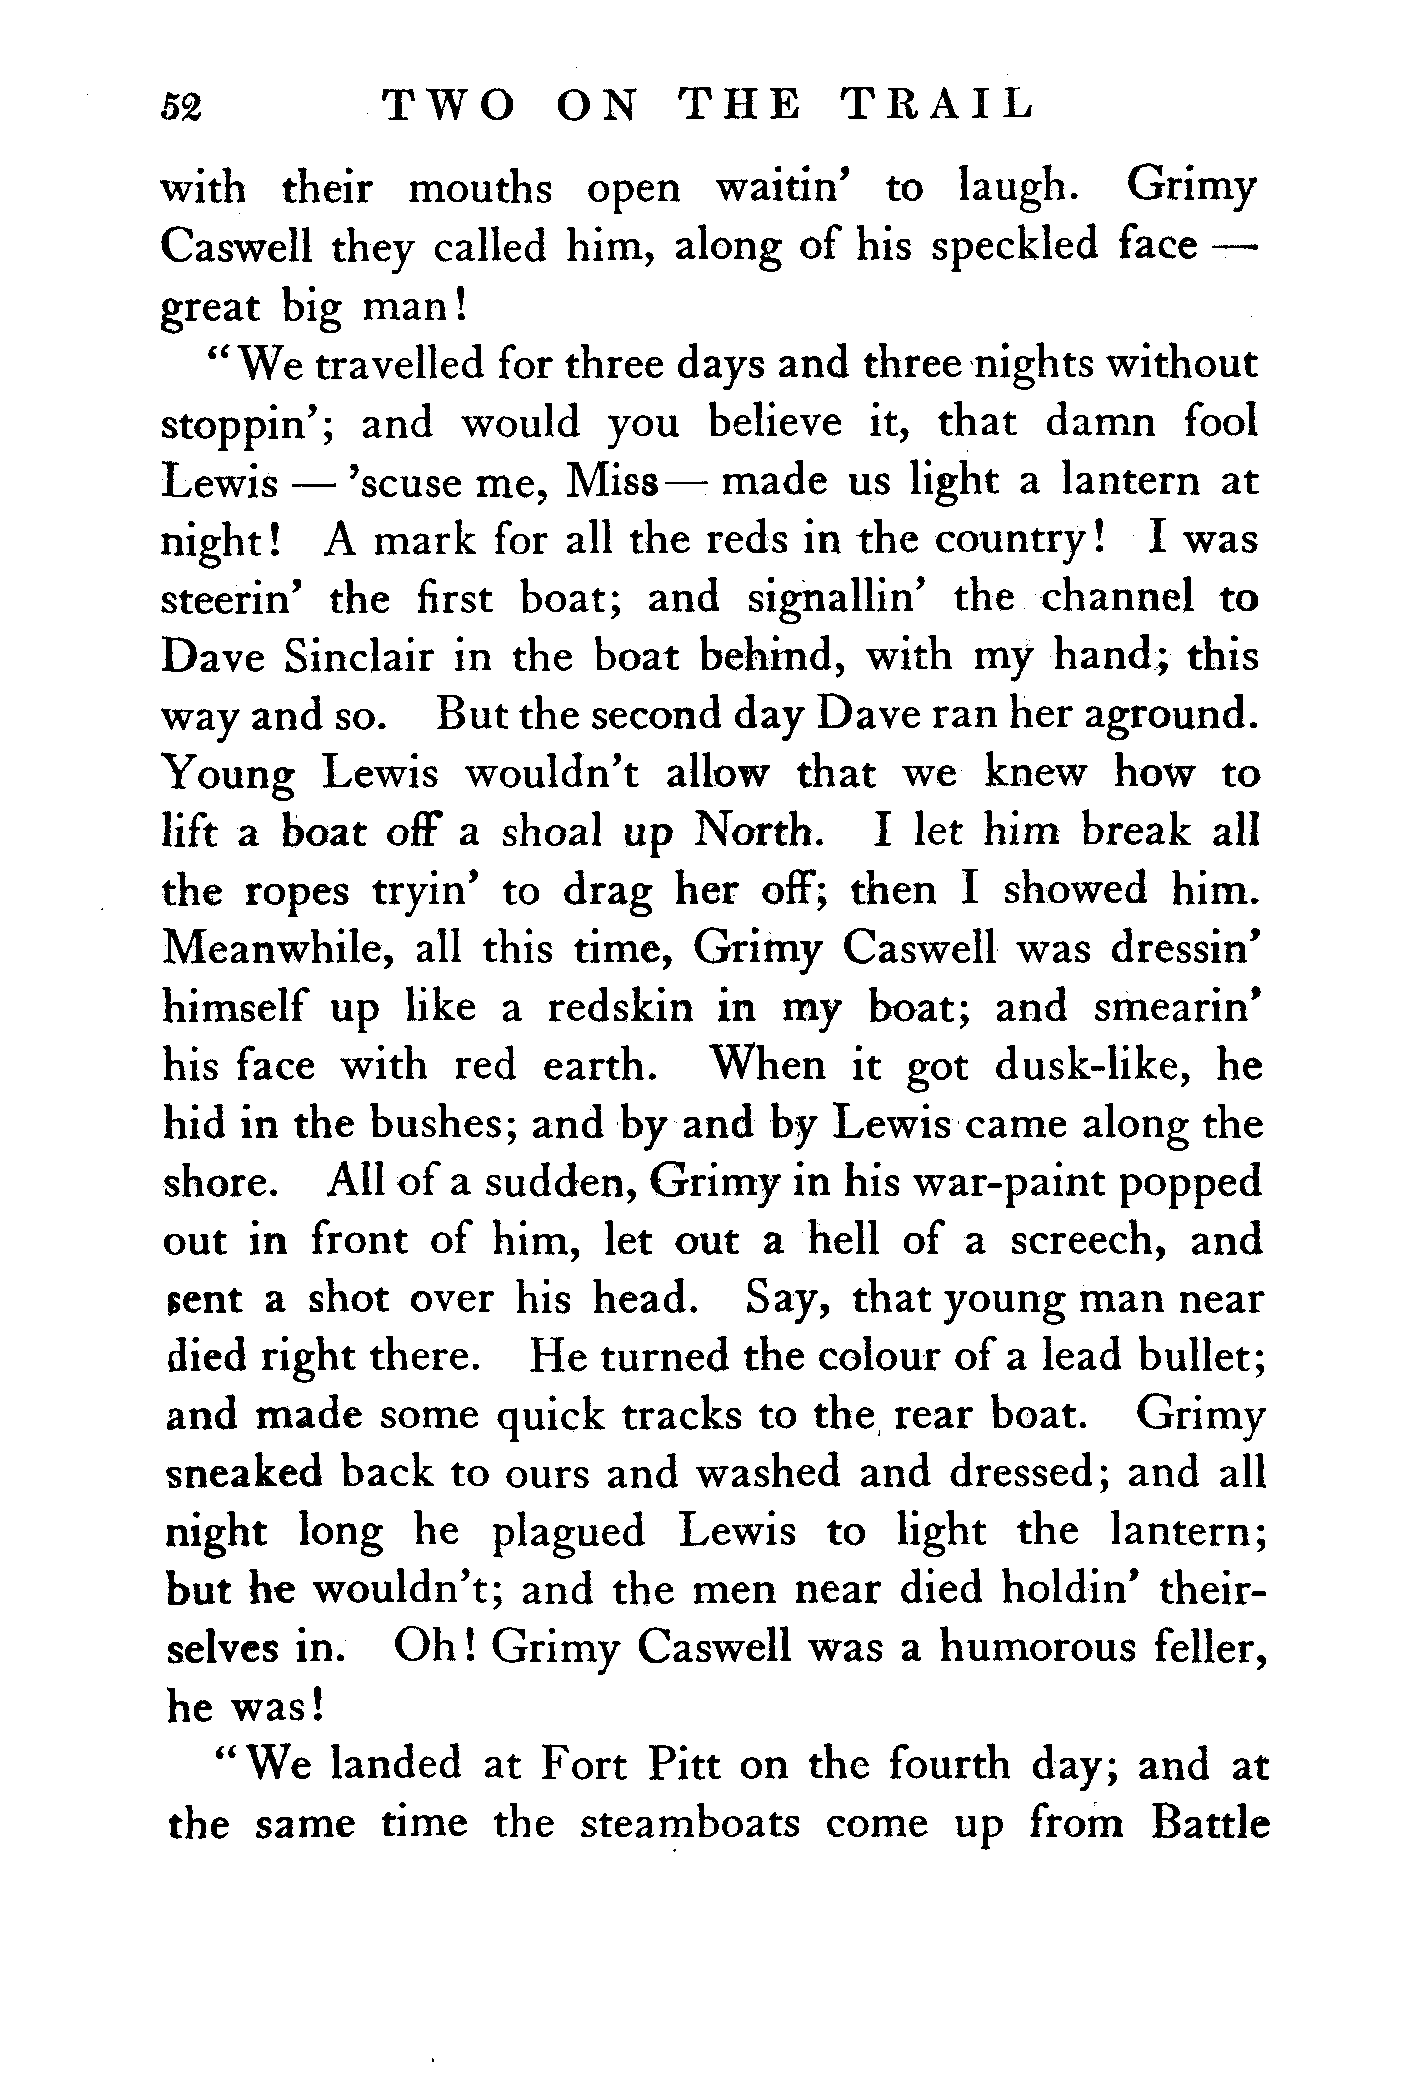 52 TWO ON THE TRAIL
with their mouths open waitin' to laugh. Grimy
Caswell they called him, along of his speckled face —
great big man!
“We travelled for three days and three nights without
stoppin'; and would you believe it, that damn fool
Lewis — 'scuse me, Miss — made us light a lantern at
night! A mark for all the reds in the country! I was
steerin' the first boat; and signallin' the channel to
Dave Sinclair in the boat behind, with my hand; this
way and so. But the second day Dave ran her aground.
Young Lewis wouldn't allow that we knew how to
lift a boat off a shoal up North. I let him break all
the ropes tryin' to drag her off; then I showed him.
Meanwhile, all this time, Grimy Caswell was dressin'
himself up like a redskin in my boat; and smearin'
his face with red earth. When it got dusk-like, he
hid in the bushes; and by and by Lewis came along the
shore. All of a sudden, Grimy in his war-paint popped
out in front of him, let out a hell of a screech, and
sent a shot over his head. Say, that young man near
died right there. He turned the colour of a lead bullet;
and made some quick tracks to the rear boat. Grimy
sneaked back to ours and washed and dressed; and all
night long he plagued Lewis to light the lantern;
but he wouldn't; and the men near died holdin' their-
selves in. Oh! Grimy Caswell was a humorous feller,
he was!
“We landed at Fort Pitt on the fourth day; and at
the same time the steamboats come up from Battle